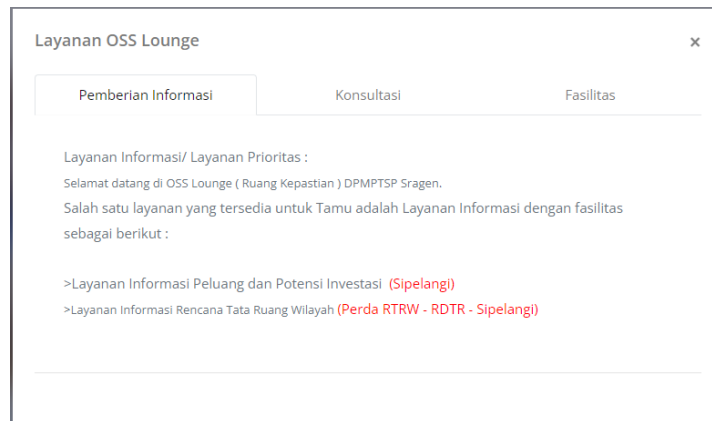 Layanan OSS Lounge
×
Pemberian Informasi Konsultasi Fasilitas
Layanan Informasi/ Layanan Prioritas :
Selamat datang di OSS Lounge ( Ruang Kepastian ) DPMPTSP Sragen.
Salah satu layanan yang tersedia untuk Tamu adalah Layanan Informasi dengan fasilitas
sebagai berikut :
>Layanan Informasi Peluang dan Potensi Investasi (Sipelangi)
>Layanan Informasi Rencana Tata Ruang Wilayah (Perda RTRW - RDTR - Sipelangi)